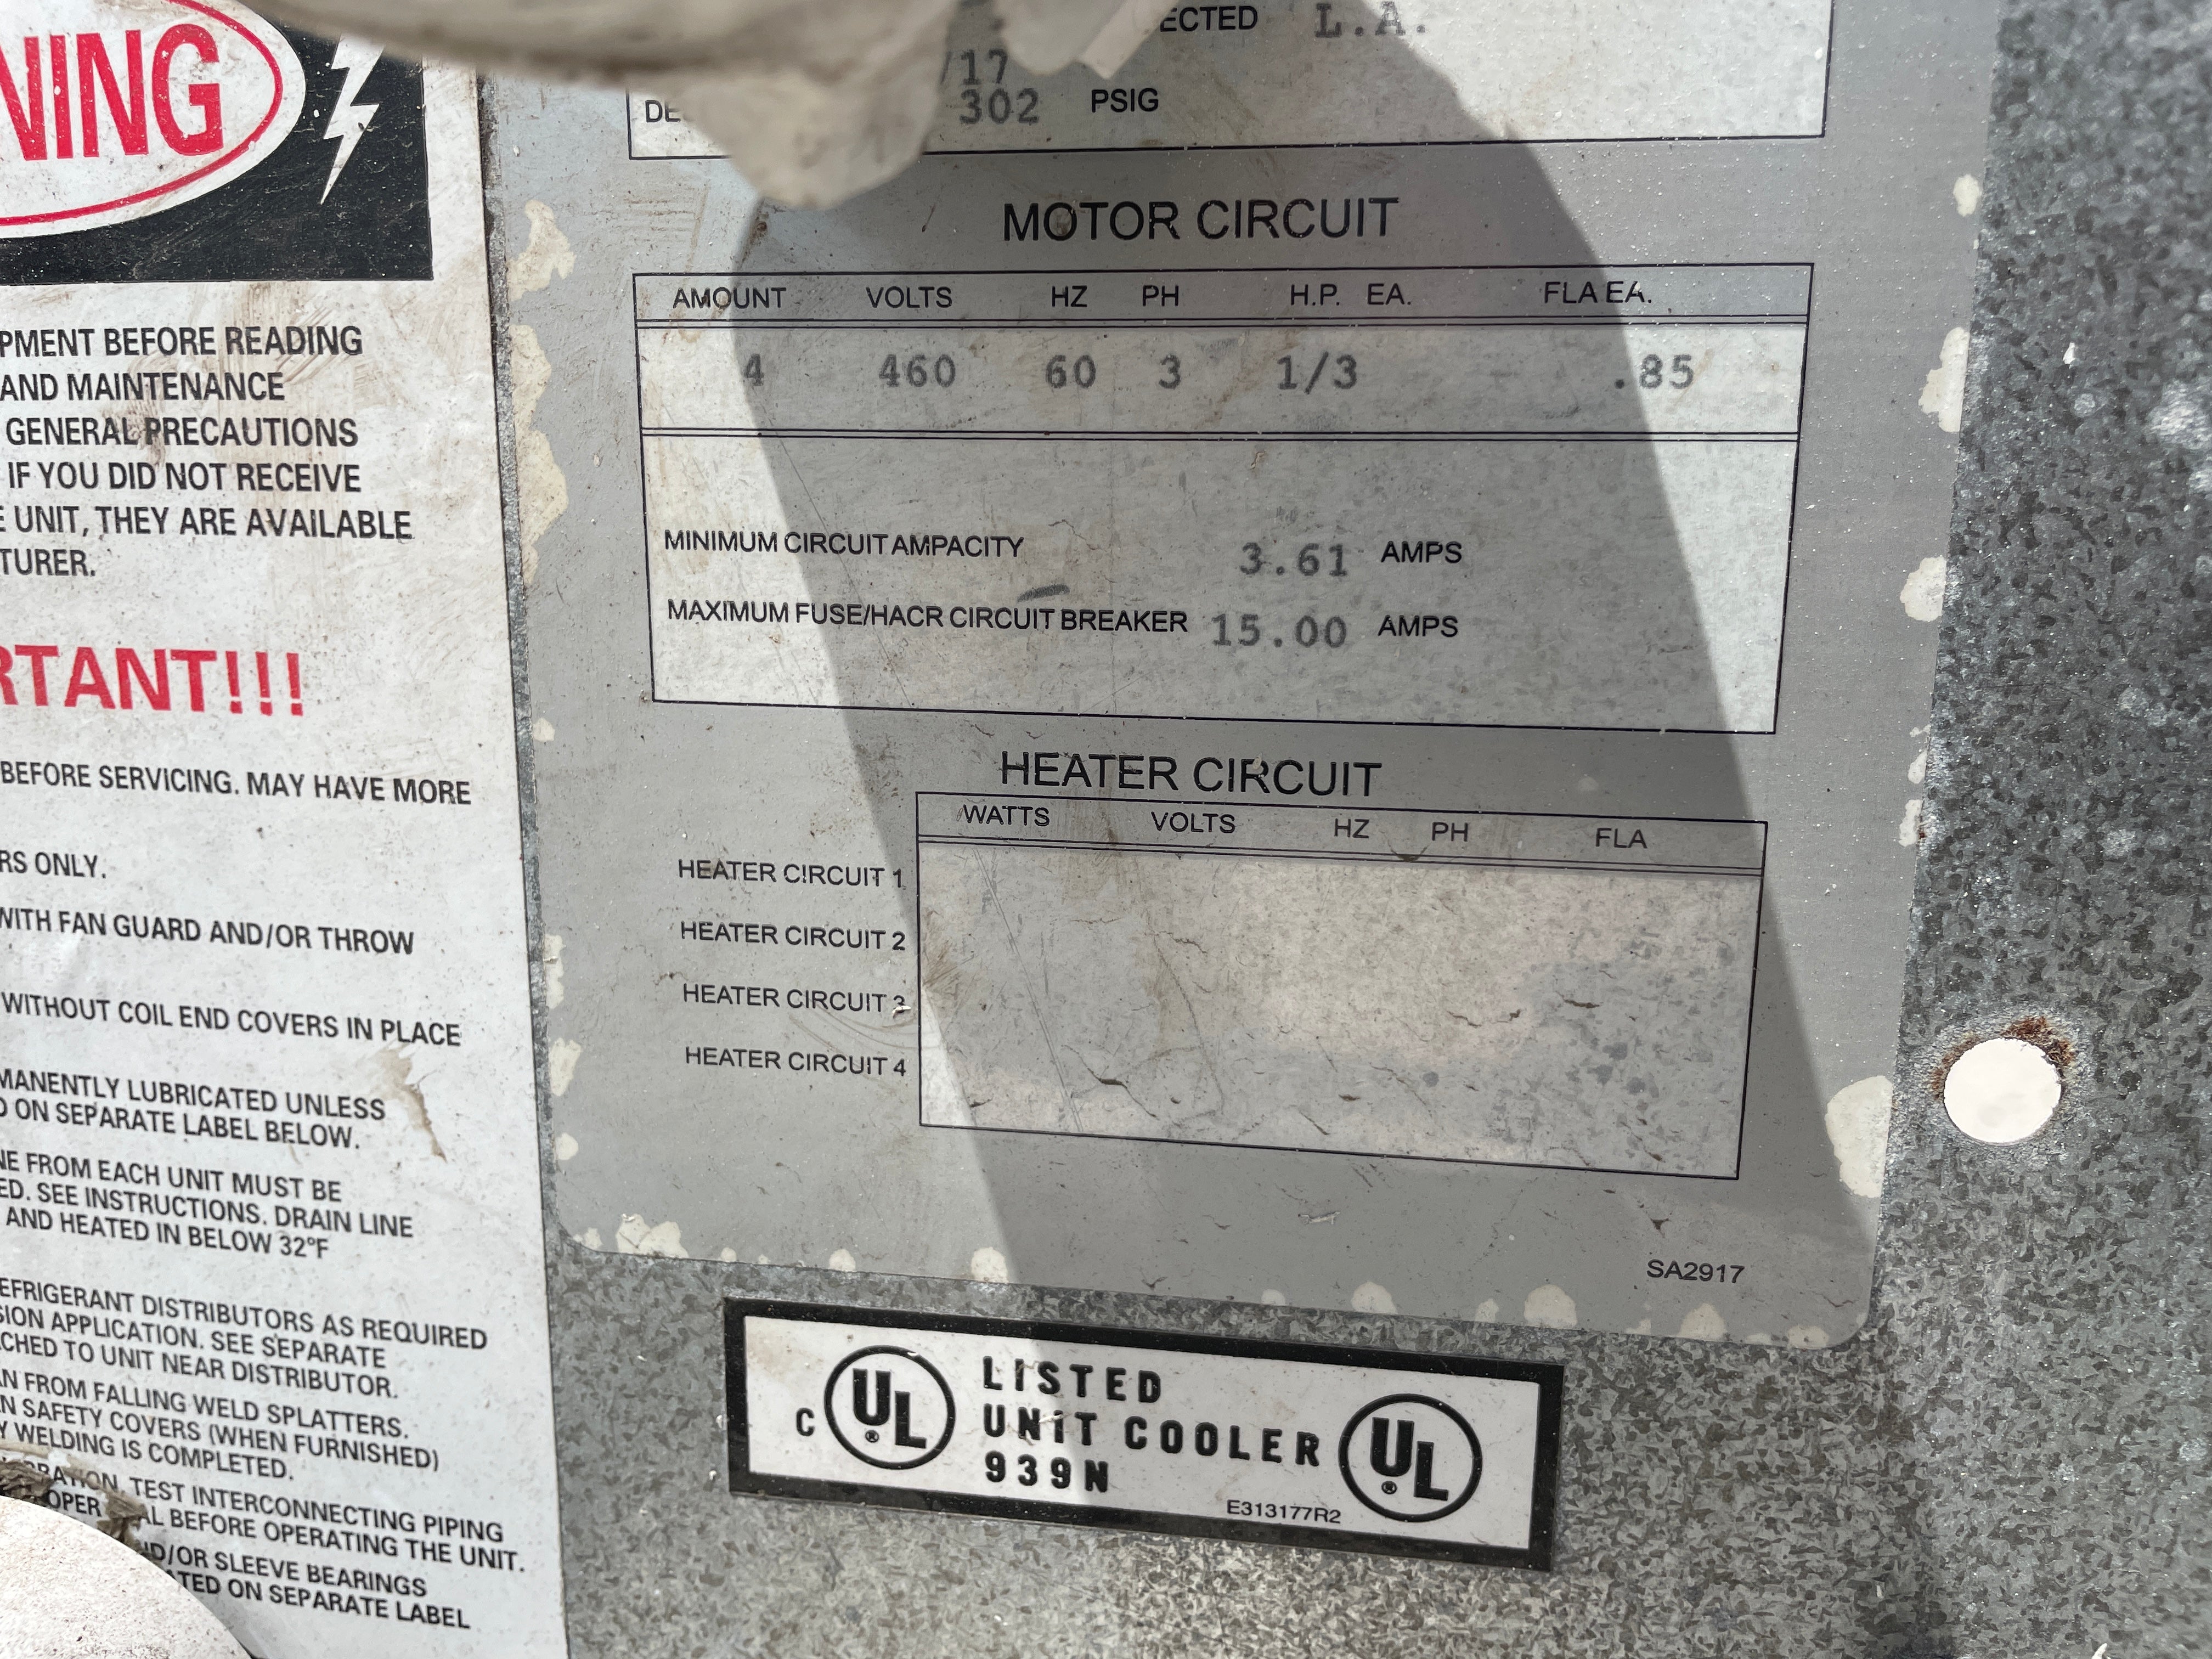 NING
PMENT BEFORE READING
AND MAINTENANCE
GENERAL PRECAUTIONS
IF YOU DID NOT RECEIVE
UNIT, THEY ARE AVAILABLE
TURER.
RTANT!!!
BEFORE SERVICING. MAY HAVE MORE
RS ONLY.
WITH FAN GUARD AND/OR THROW
WITHOUT COIL END COVERS IN PLACE
MANENTLY LUBRICATED UNLESS
ON SEPARATE LABEL BELOW.
NE FROM EACH UNIT MUST BE
ED. SEE INSTRUCTIONS. DRAIN LINE
AND HEATED IN BELOW 32°F
EFRIGERANT DISTRIBUTORS AS REQUIRED
SION APPLICATION. SEE SEPARATE
CHED TO UNIT NEAR DISTRIBUTOR.
N FROM FALLING WELD SPLATTERS.
N SAFETY COVERS (WHEN FURNISHED)
Y WELDING IS COMPLETED.
RATION, TEST INTERCONNECTING PIPING
OPER AL BEFORE OPERATING THE UNIT.
ND/OR SLEEVE BEARINGS
TED ON SEPARATE LABEL
ECTED L.A.
/17
DE 302 PSIG
MOTOR CIRCUIT
AMOUNT VOLTS HZ PH H.P. EA. FLA EA.
4 460 60 3 1/3 .85
MINIMUM CIRCUIT AMPACITY 3.61 AMPS
MAXIMUM FUSE/HACR CIRCUIT BREAKER 15.00 AMPS
HEATER CIRCUIT
WATTS VOLTS HZ PH FLA
HEATER CIRCUIT 1
HEATER CIRCUIT 2
HEATER CIRCUIT 3
HEATER CIRCUIT 4
SA2917
C UL LISTED UL
UNIT COOLER
939N
E313177R2